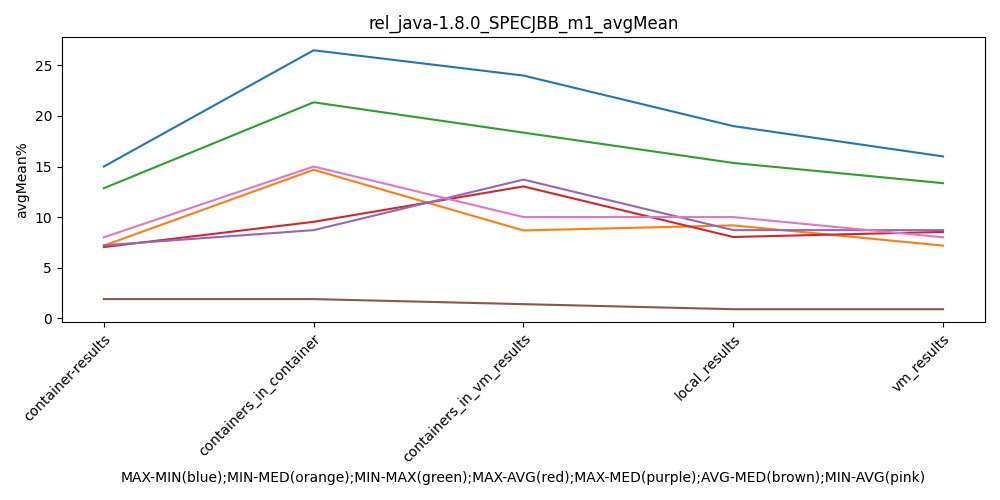 rel_java-1.8.0_SPECJBB_m1_avgMean
avgMean%
25
20
15
10
5
0
container-results
containers_in_container
containers_in_vm_results
local_results
vm_results
MAX-MIN(blue);MIN-MED(orange);MIN-MAX(green);MAX-AVG(red);MAX-MED(purple);AVG-MED(brown);MIN-AVG(pink)